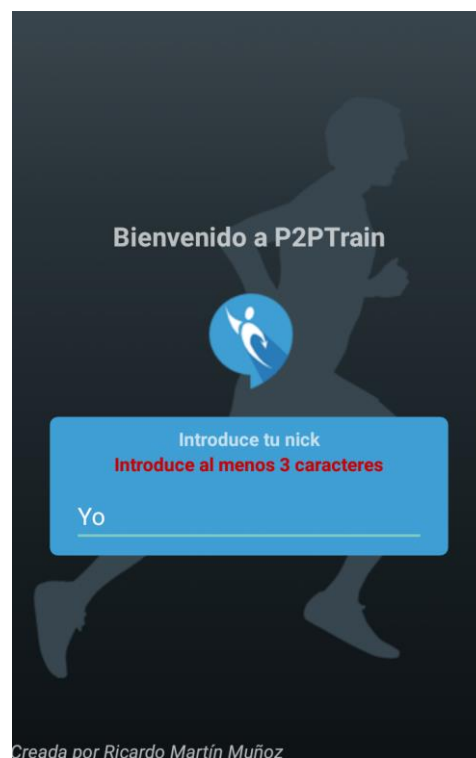 Bienvenido a P2PTrain
Introduce tu nick
Introduce al menos 3 caracteres
Yo
Creada por Ricardo Martín Muñoz